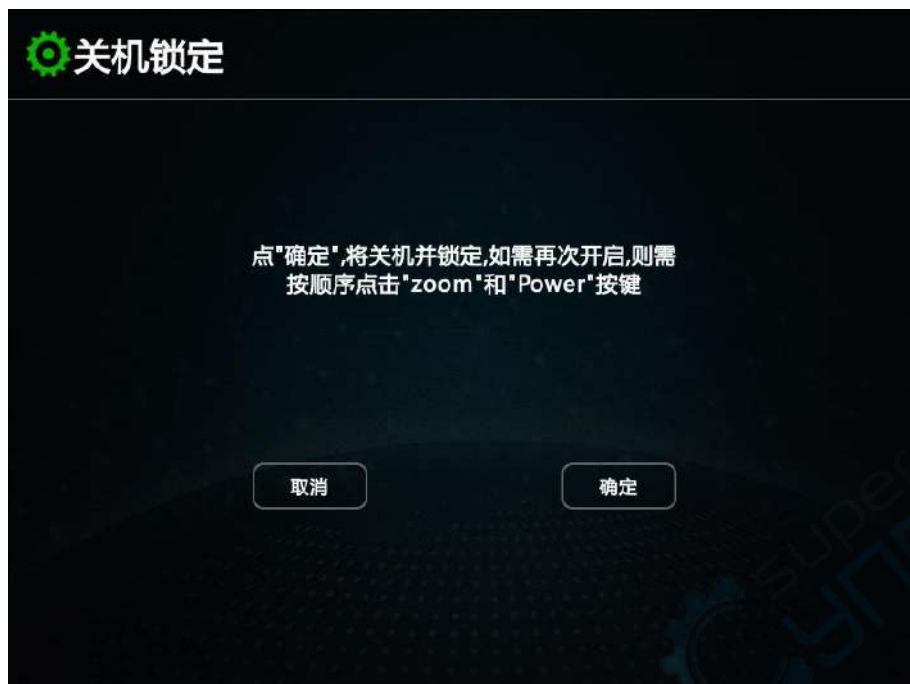 关机锁定
点"确定",将关机并锁定,如需再次开启,则需
按顺序点击"zoom"和"Power"按键
取消
确定
super